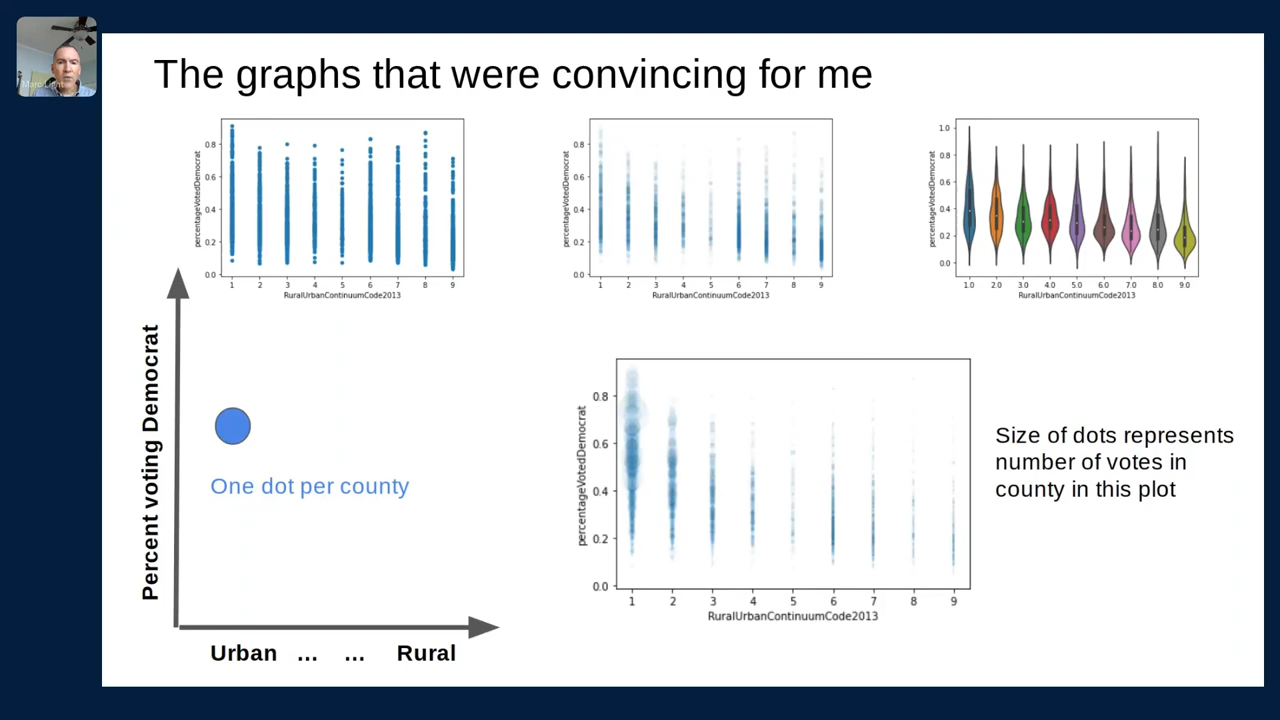 The graphs that were convincing for me
percentageVotedDemocrat
0.8
0.6
0.4
0.2
0.0
1 2 3 4 5 6 7 8 9
RuralUrbanContinuumCode2013
percentageVotedDemocrat
0.8
0.6
0.4
0.2
0.0
1 2 3 4 5 6 7 8 9
RuralUrbanContinuumCode2013
percentageVotedDemocrat
1.0
0.8
0.6
0.4
0.2
0.0
1.0 2.0 3.0 4.0 5.0 6.0 7.0 8.0 9.0
RuralUrbanContinuumCode2013
Percent voting Democrat
One dot per county
Urban ... ... Rural
percentageVotedDemocrat
0.8
0.6
0.4
0.2
0.0
1 2 3 4 5 6 7 8 9
RuralUrbanContinuumCode2013
Size of dots represents
number of votes in
county in this plot